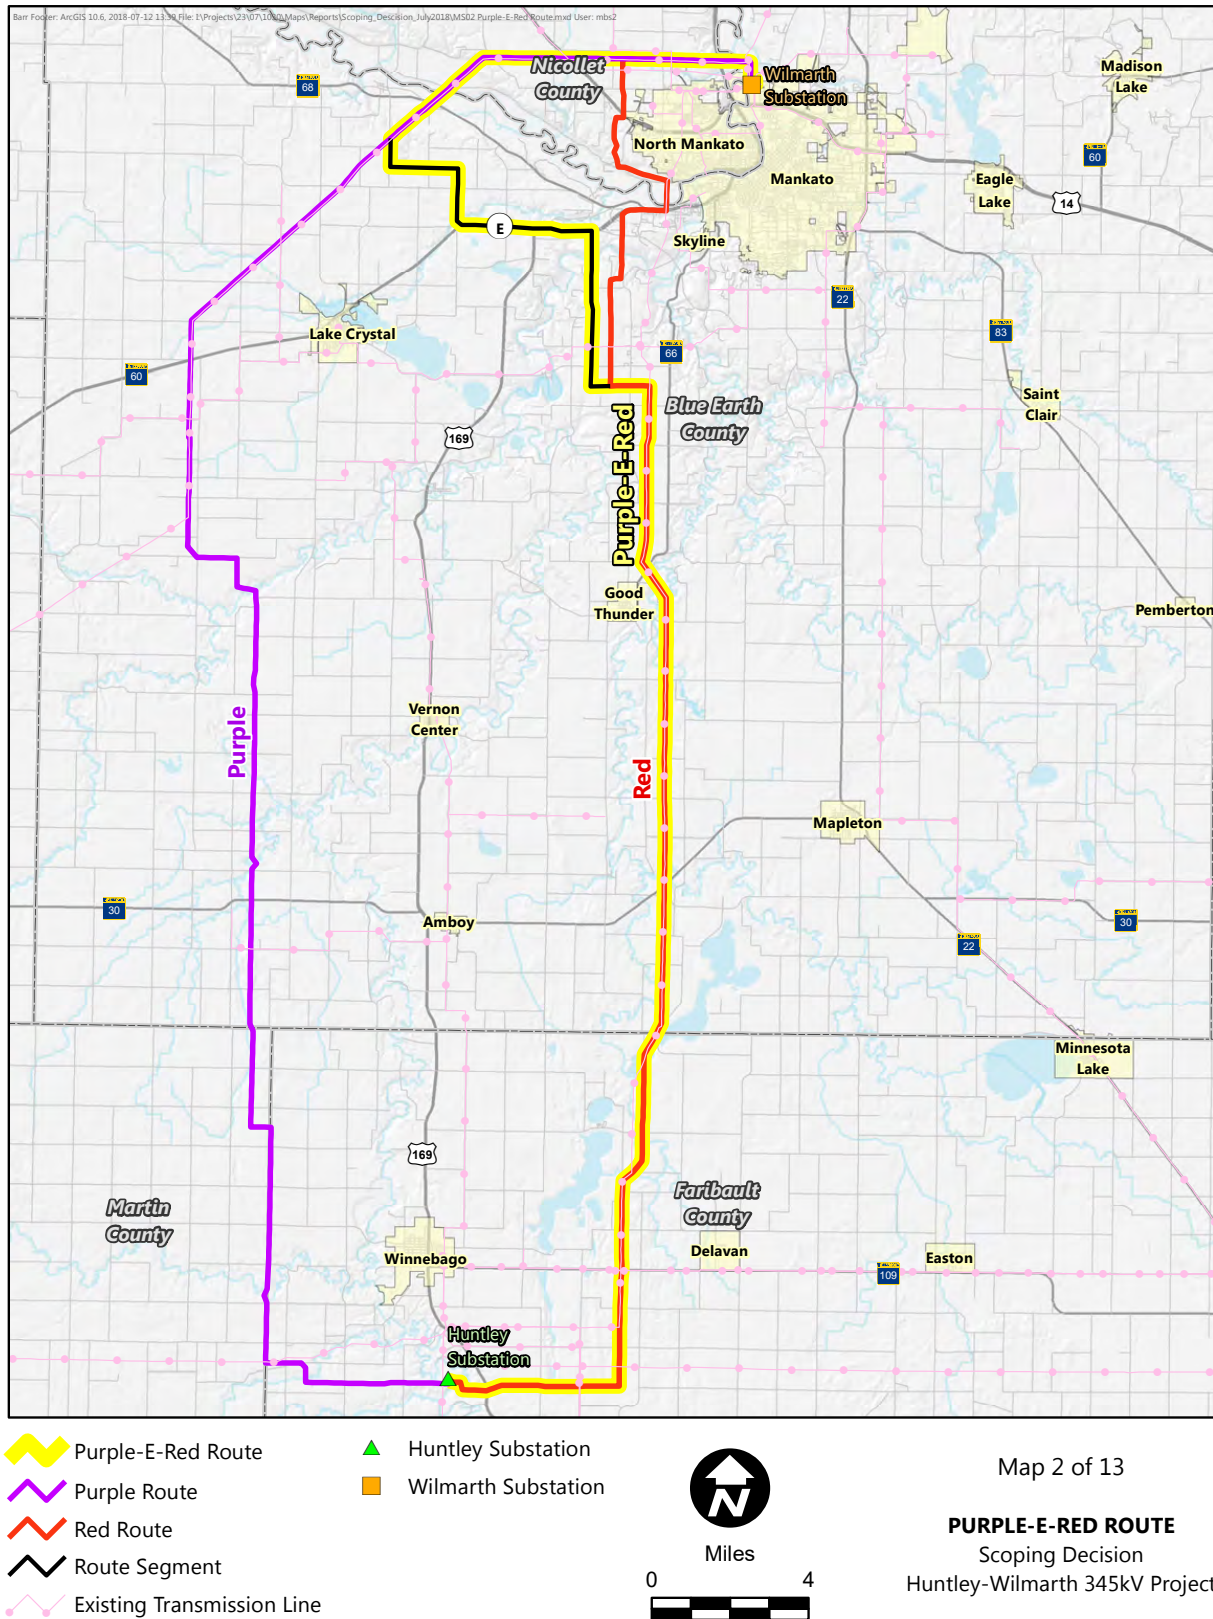 Barr Footer: ArcGIS 10.6, 2018-07-12 13:39 File: I:\Projects\23\07\1020\Maps\Reports\Scoping_Descision_July2018\MS02 Purple-E-Red Route.mxd User: mbs2
Nicollet
County
Wilmarth
Substation
Madison
Lake
68
60
North Mankato
Mankato
Eagle
Lake
14
E
Skyline
22
Lake Crystal
83
66
60
Saint
Clair
Blue Earth
County
169
Purple-E-Red
Good
Thunder
Pemberton
Purple
Vernon
Center
Red
Mapleton
30
Amboy
30
22
Minnesota
Lake
169
Martin
County
Faribault
County
Winnebago
Delavan
Easton
109
Huntley
Substation
Purple-E-Red Route
Purple Route
Red Route
Route Segment
Existing Transmission Line
Huntley Substation
Wilmarth Substation
N
Miles
0 4
Map 2 of 13
PURPLE-E-RED ROUTE
Scoping Decision
Huntley-Wilmarth 345kV Project